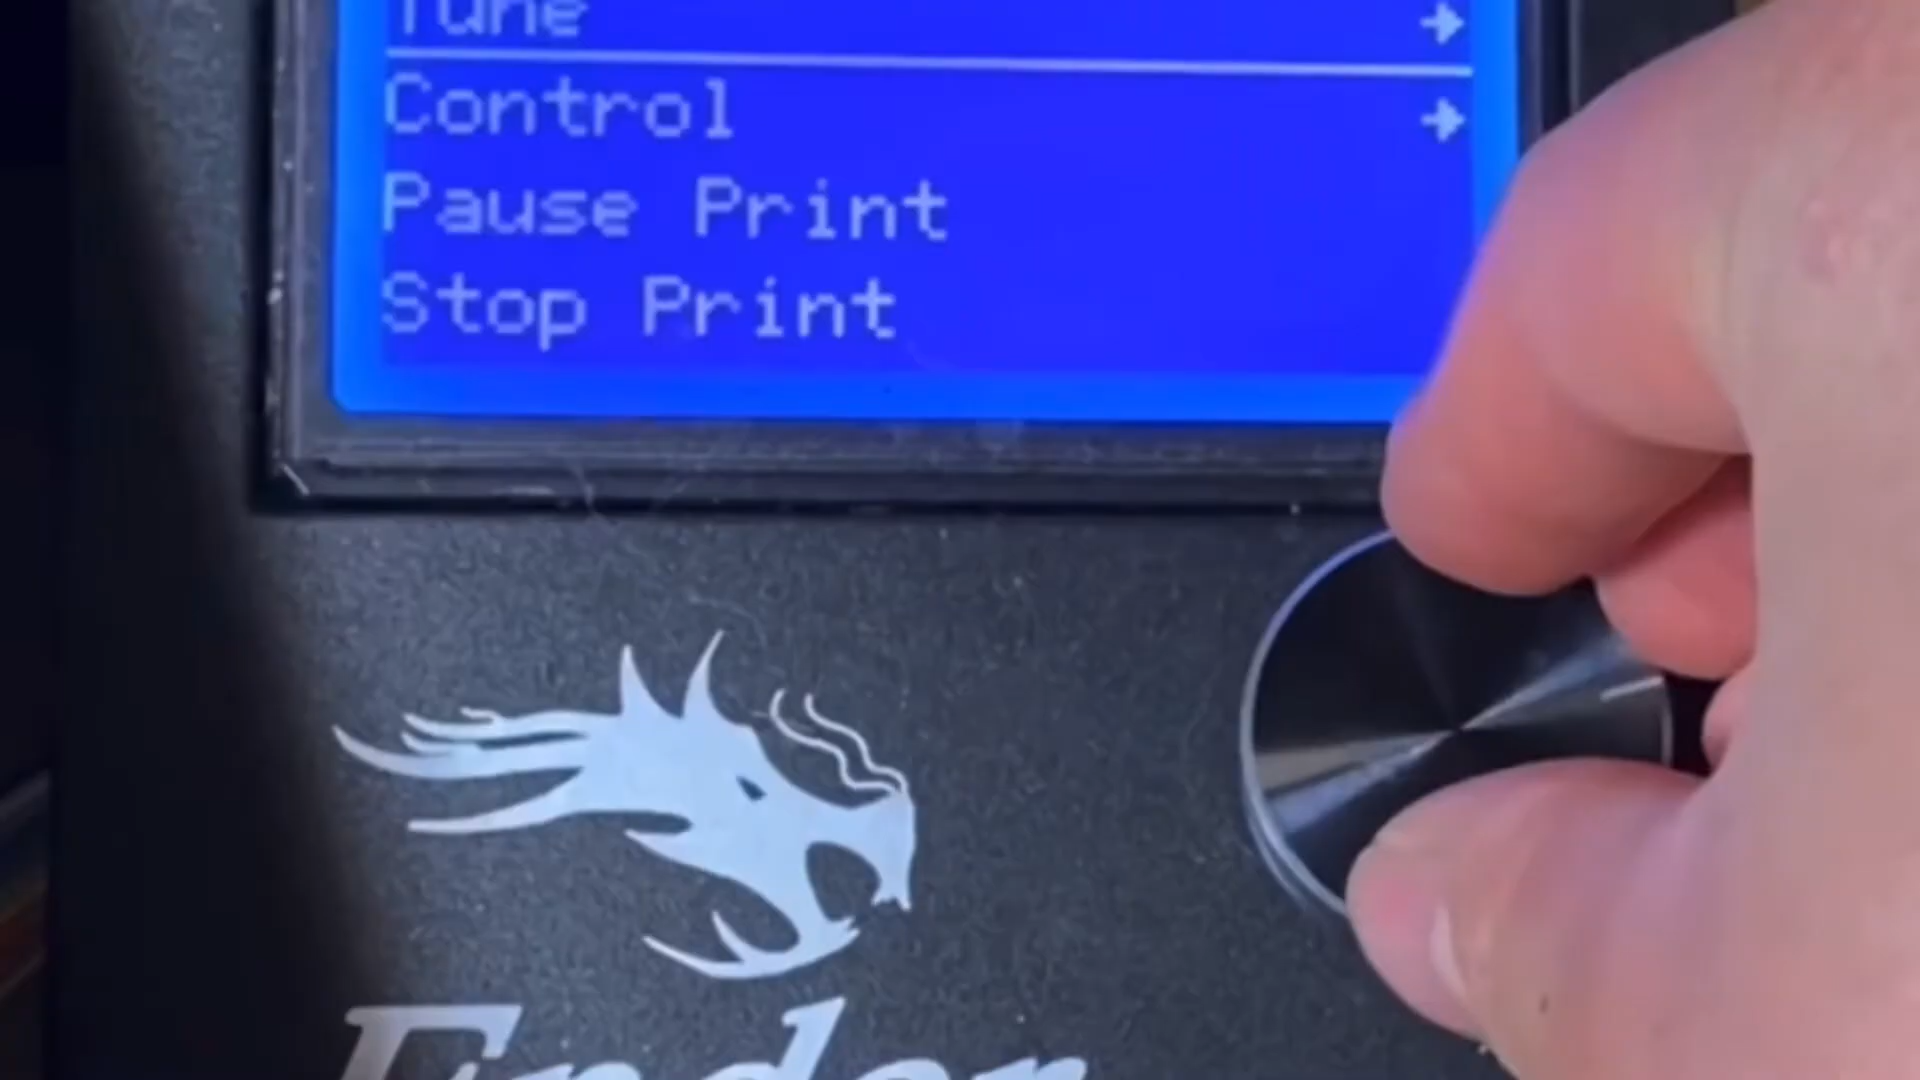 Tune
Control
Pause Print
Stop Print
Ender